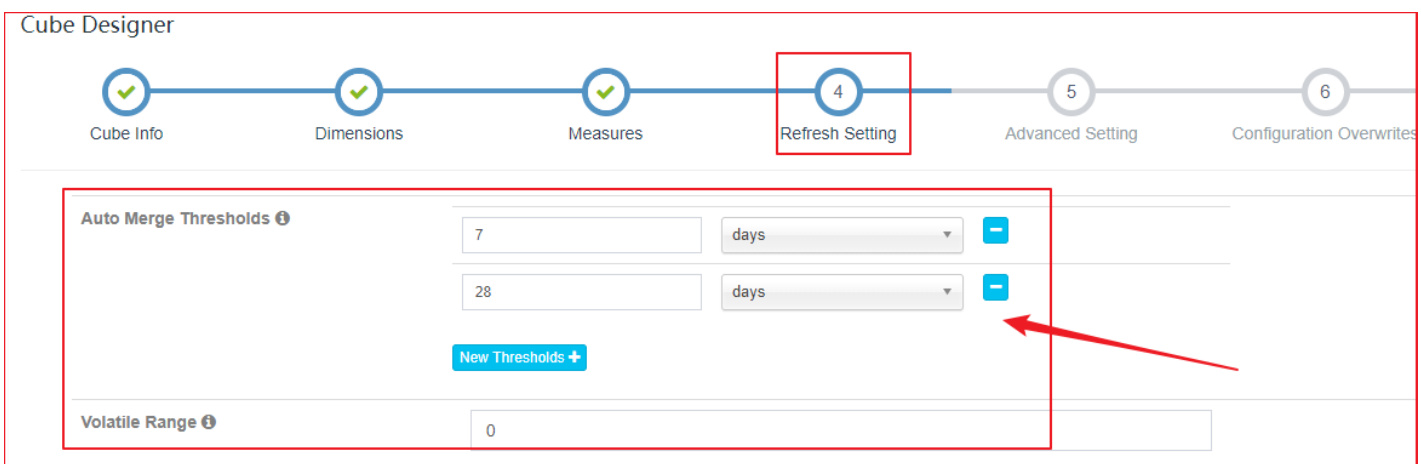 Cube Designer
4 5 6
Cube Info Dimensions Measures Refresh Setting Advanced Setting Configuration Overwrites
Auto Merge Thresholds
7 days
28 days
New Thresholds +
Volatile Range
0